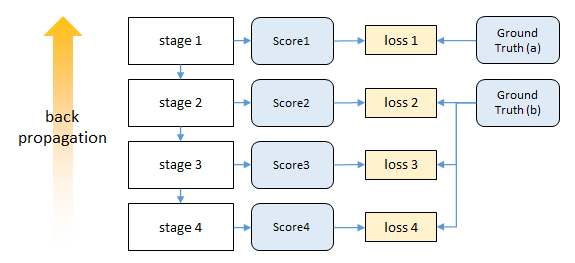 stage 1
Score1
loss 1
Ground
Truth (a)
stage 2
Score2
loss 2
Ground
Truth (b)
back
propagation
stage 3
Score3
loss 3
stage 4
Score4
loss 4